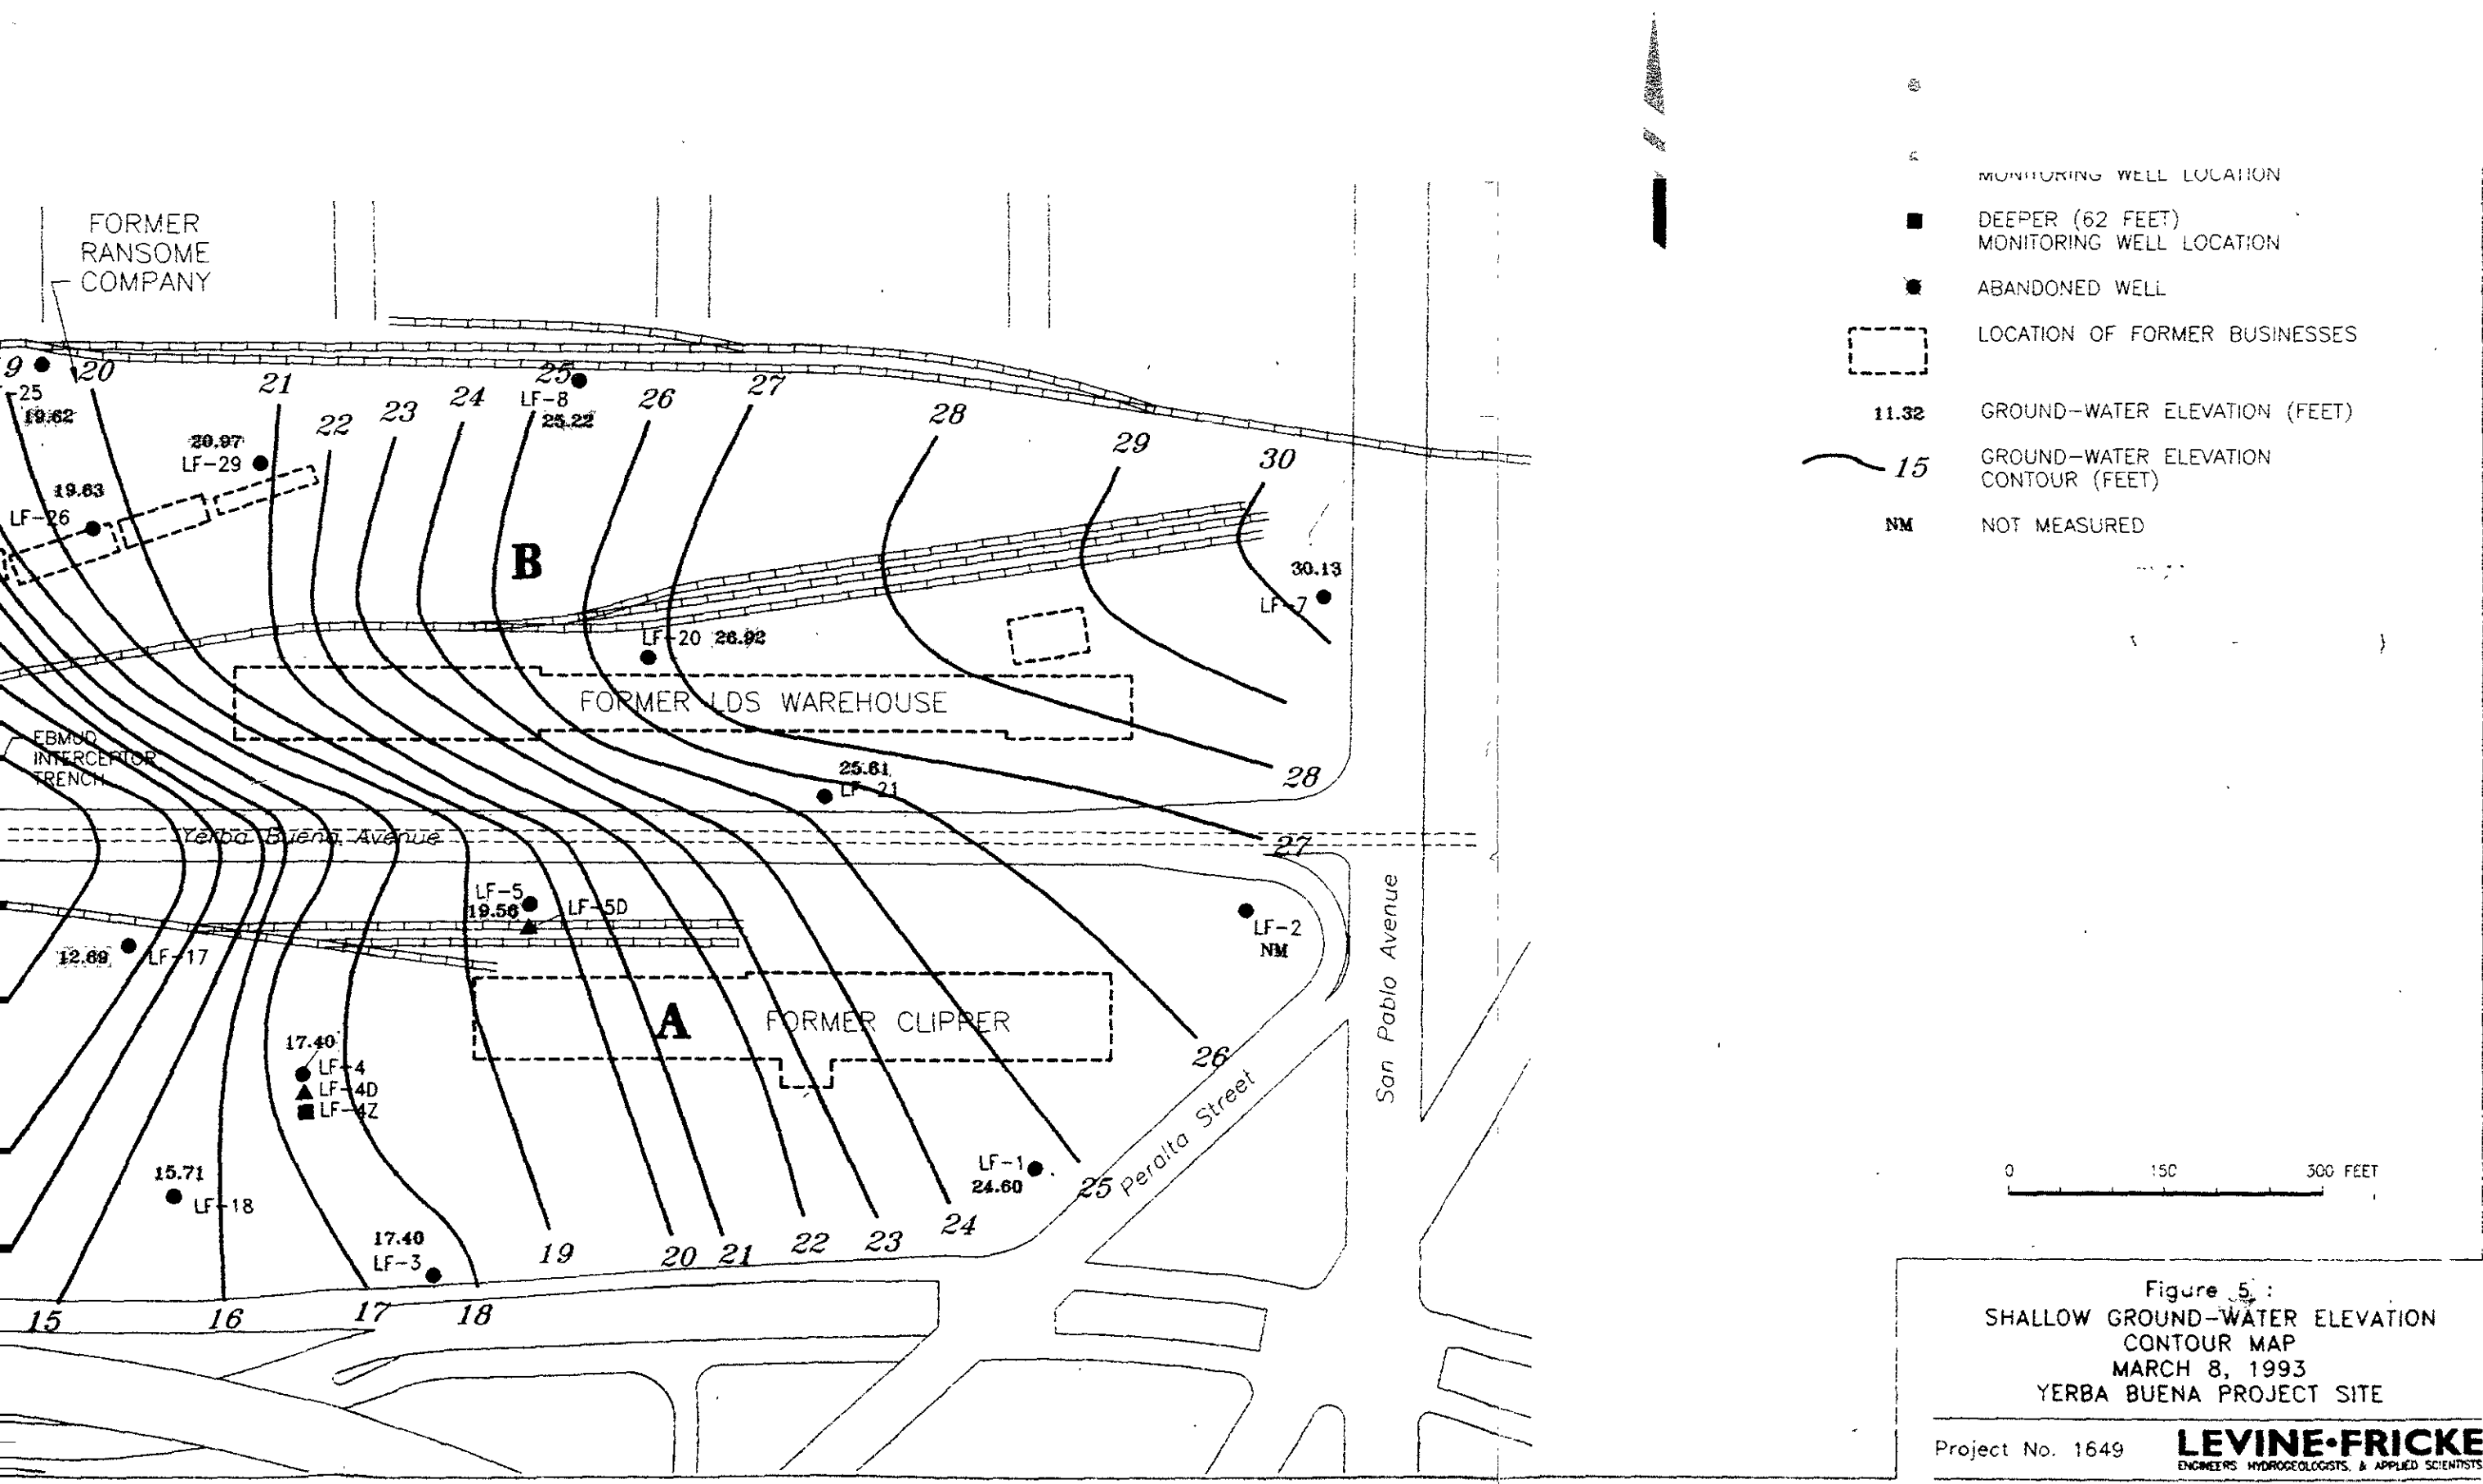 FORMER
RANSOME
COMPANY
9
20
-25
19.62
21
22
23
24
25
LF-8
25.22
26
27
28
29
30
20.97
LF-29
19.63
LF-26
B
30.13
LF-7
LF-20 26.92
FORMER LDS WAREHOUSE
EBMUD
INTERCEPTOR
TRENCH
25.61
LF-21
28
Yerba Buena Avenue
27
LF-5
19.56
LF-5D
LF-2
NM
12.69
LF-17
A
FORMER CLIPPER
San Pablo Avenue
17.40
LF-4
LF-4D
LF-4Z
26
Peralta Street
15.71
LF-18
LF-1
24.60
25
17.40
LF-3
15
16
17
18
19
20
21
22
23
24
MONITORING WELL LOCATION
DEEPER (62 FEET)
MONITORING WELL LOCATION
ABANDONED WELL
LOCATION OF FORMER BUSINESSES
11.32 GROUND-WATER ELEVATION (FEET)
15 GROUND-WATER ELEVATION
CONTOUR (FEET)
NM NOT MEASURED
0 150 300 FEET
Figure 5 :
SHALLOW GROUND-WATER ELEVATION
CONTOUR MAP
MARCH 8, 1993
YERBA BUENA PROJECT SITE
Project No. 1649
LEVINE•FRICKE
ENGINEERS, HYDROGEOLOGISTS, & APPLIED SCIENTISTS